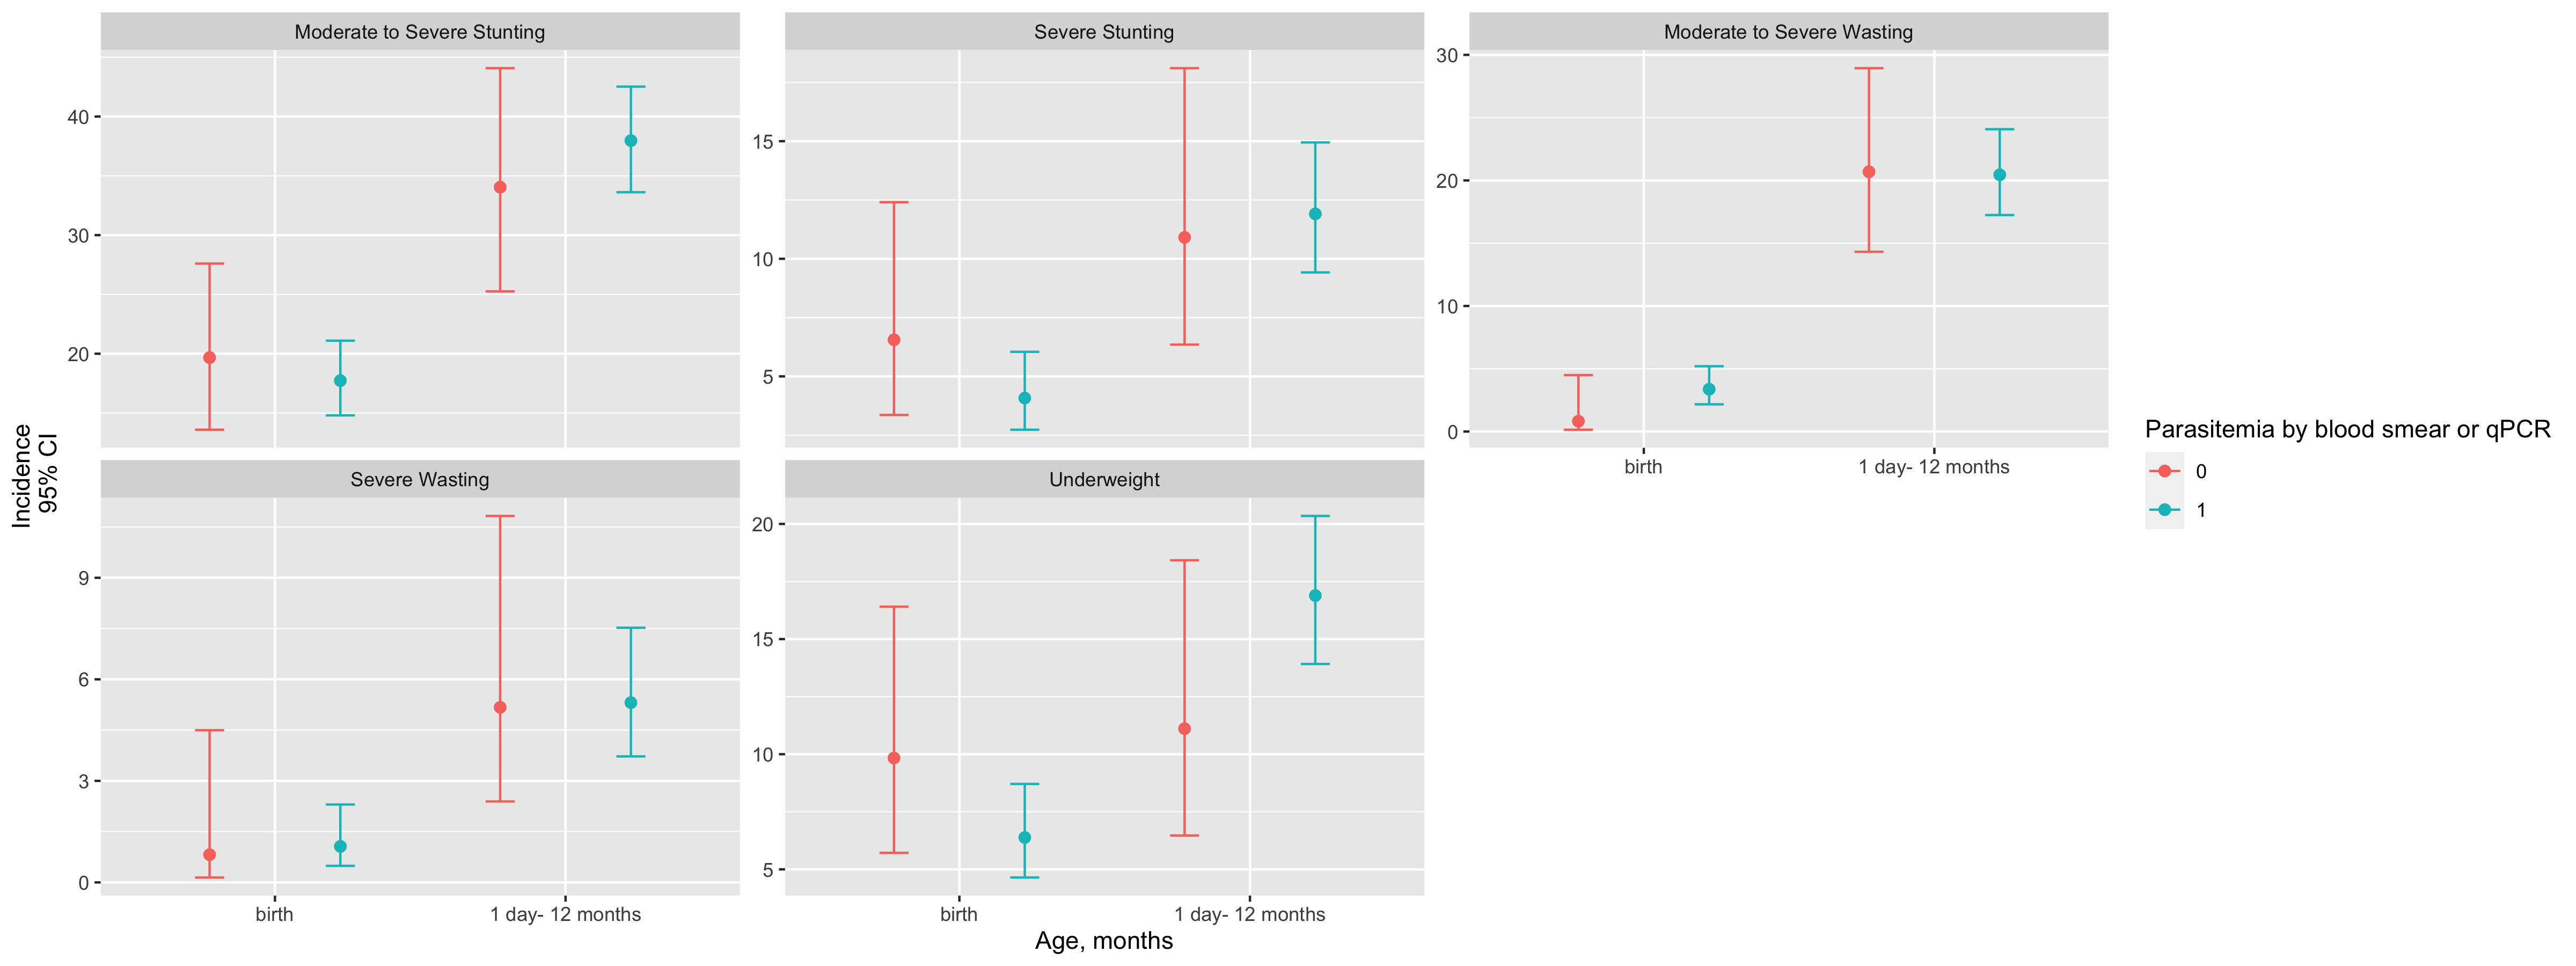 Moderate to Severe Stunting
Severe Stunting
Moderate to Severe Wasting
40
30
20
15
10
5
30
20
10
0
birth
1 day- 12 months
Incidence
95% CI
Severe Wasting
Underweight
9
6
3
0
20
15
10
5
birth
1 day- 12 months
birth
1 day- 12 months
Age, months
Parasitemia by blood smear or qPCR
0
1